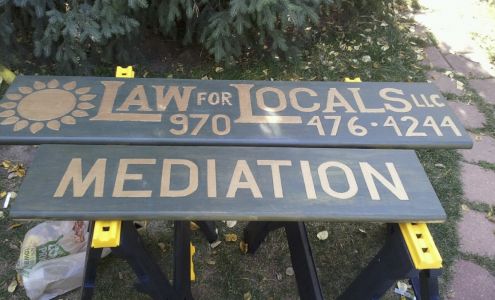 LAW FOR LOCALS LLC
970 476·4244
MEDIATION